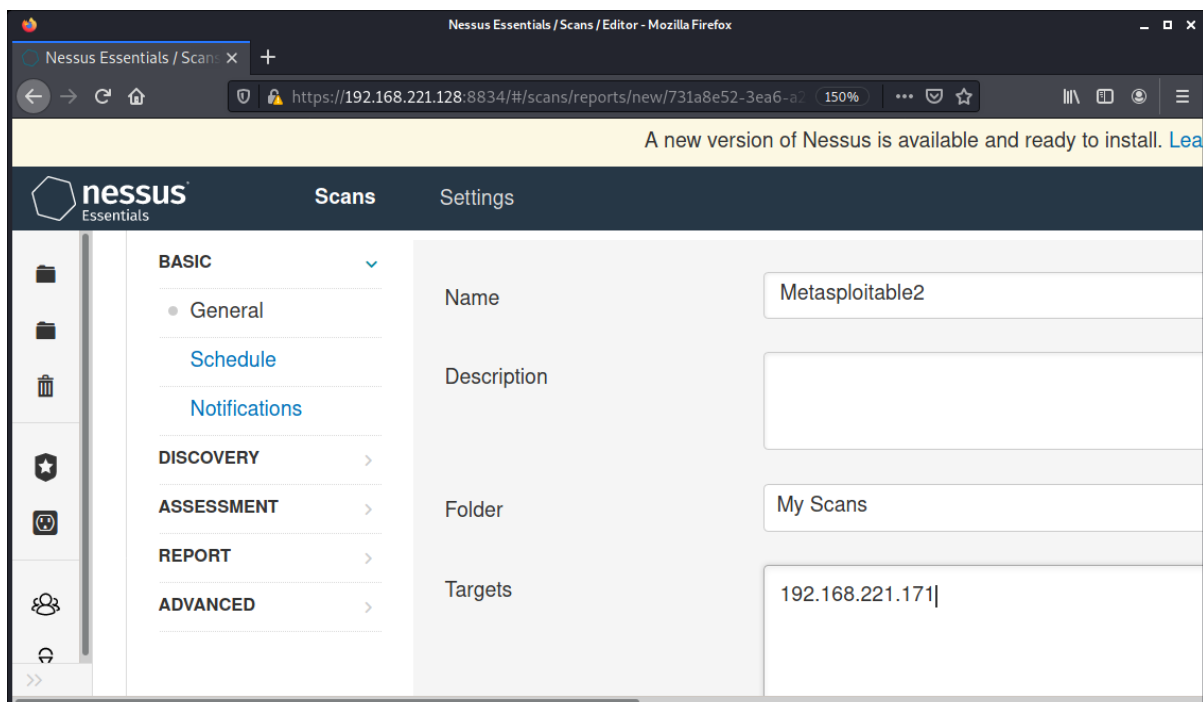 Nessus Essentials / Scans / Editor - Mozilla Firefox
Nessus Essentials / Scans
https://192.168.221.128:8834/#/scans/reports/new/731a8e52-3ea6-a2 150%
A new version of Nessus is available and ready to install. Lea
nessus
Essentials
Scans Settings
BASIC
General
Schedule
Notifications
DISCOVERY
ASSESSMENT
REPORT
ADVANCED
Name Metasploitable2
Description
Folder My Scans
Targets 192.168.221.171